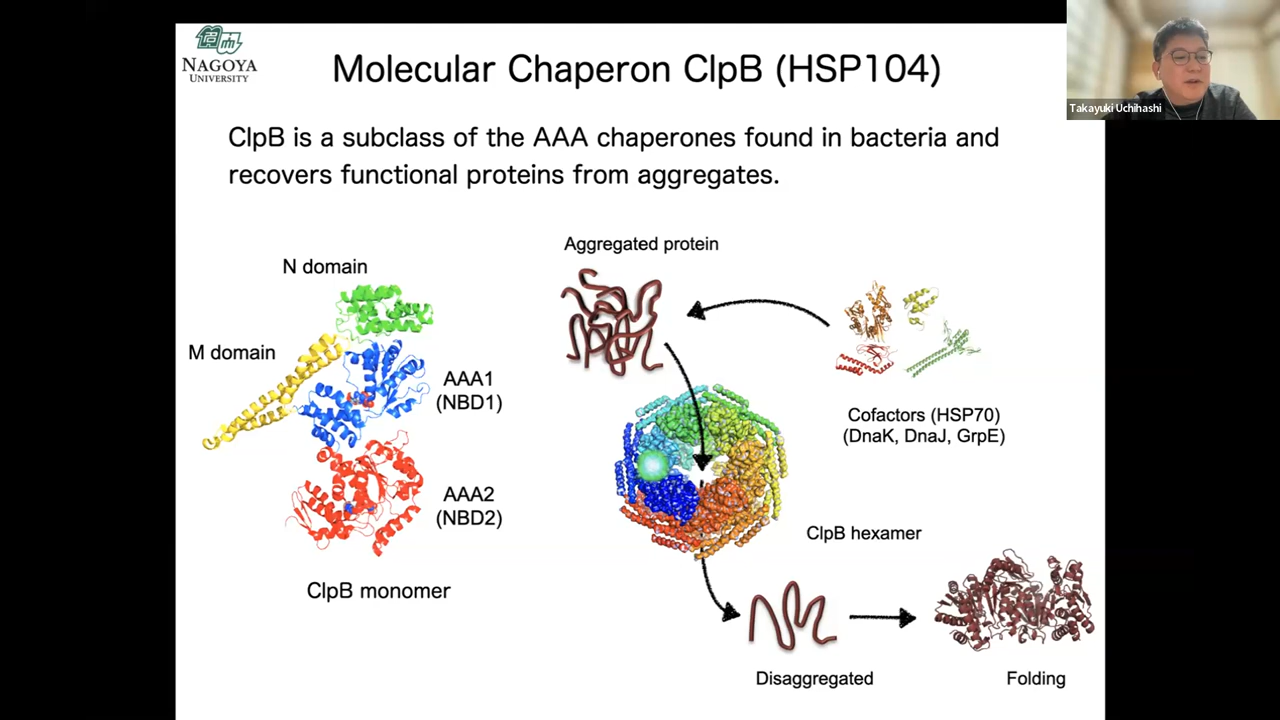 NAGOYA
UNIVERSITY
Molecular Chaperon ClpB (HSP104)
Takayuki Uchihashi
ClpB is a subclass of the AAA chaperones found in bacteria and
recovers functional proteins from aggregates.
N domain
M domain
AAA1
(NBD1)
AAA2
(NBD2)
ClpB monomer
Aggregated protein
Cofactors (HSP70)
(DnaK, DnaJ, GrpE)
ClpB hexamer
Disaggregated
Folding